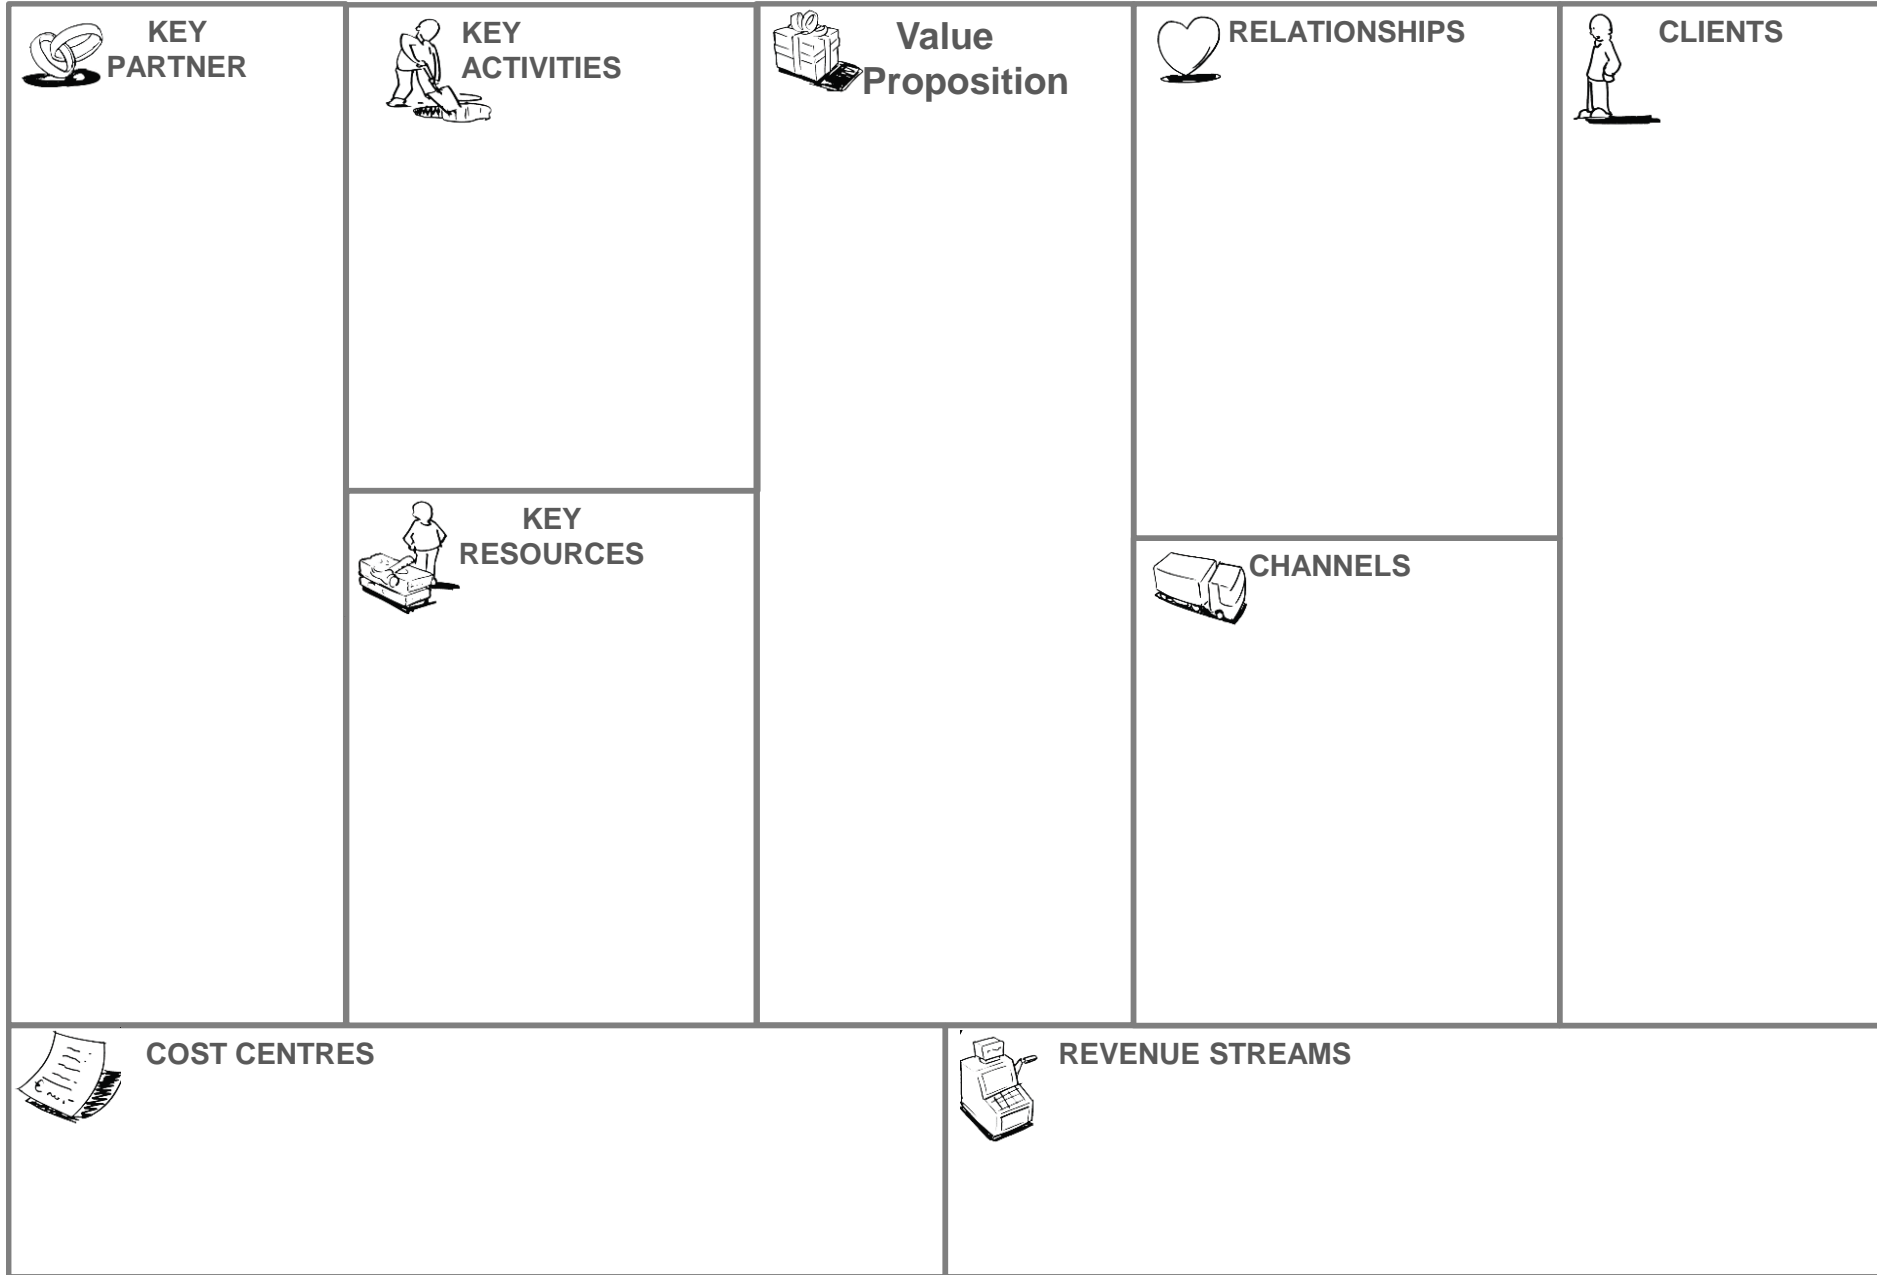 KEY
PARTNER
KEY
ACTIVITIES
Value
Proposition
RELATIONSHIPS
CLIENTS
KEY
RESOURCES
CHANNELS
COST CENTRES
REVENUE STREAMS